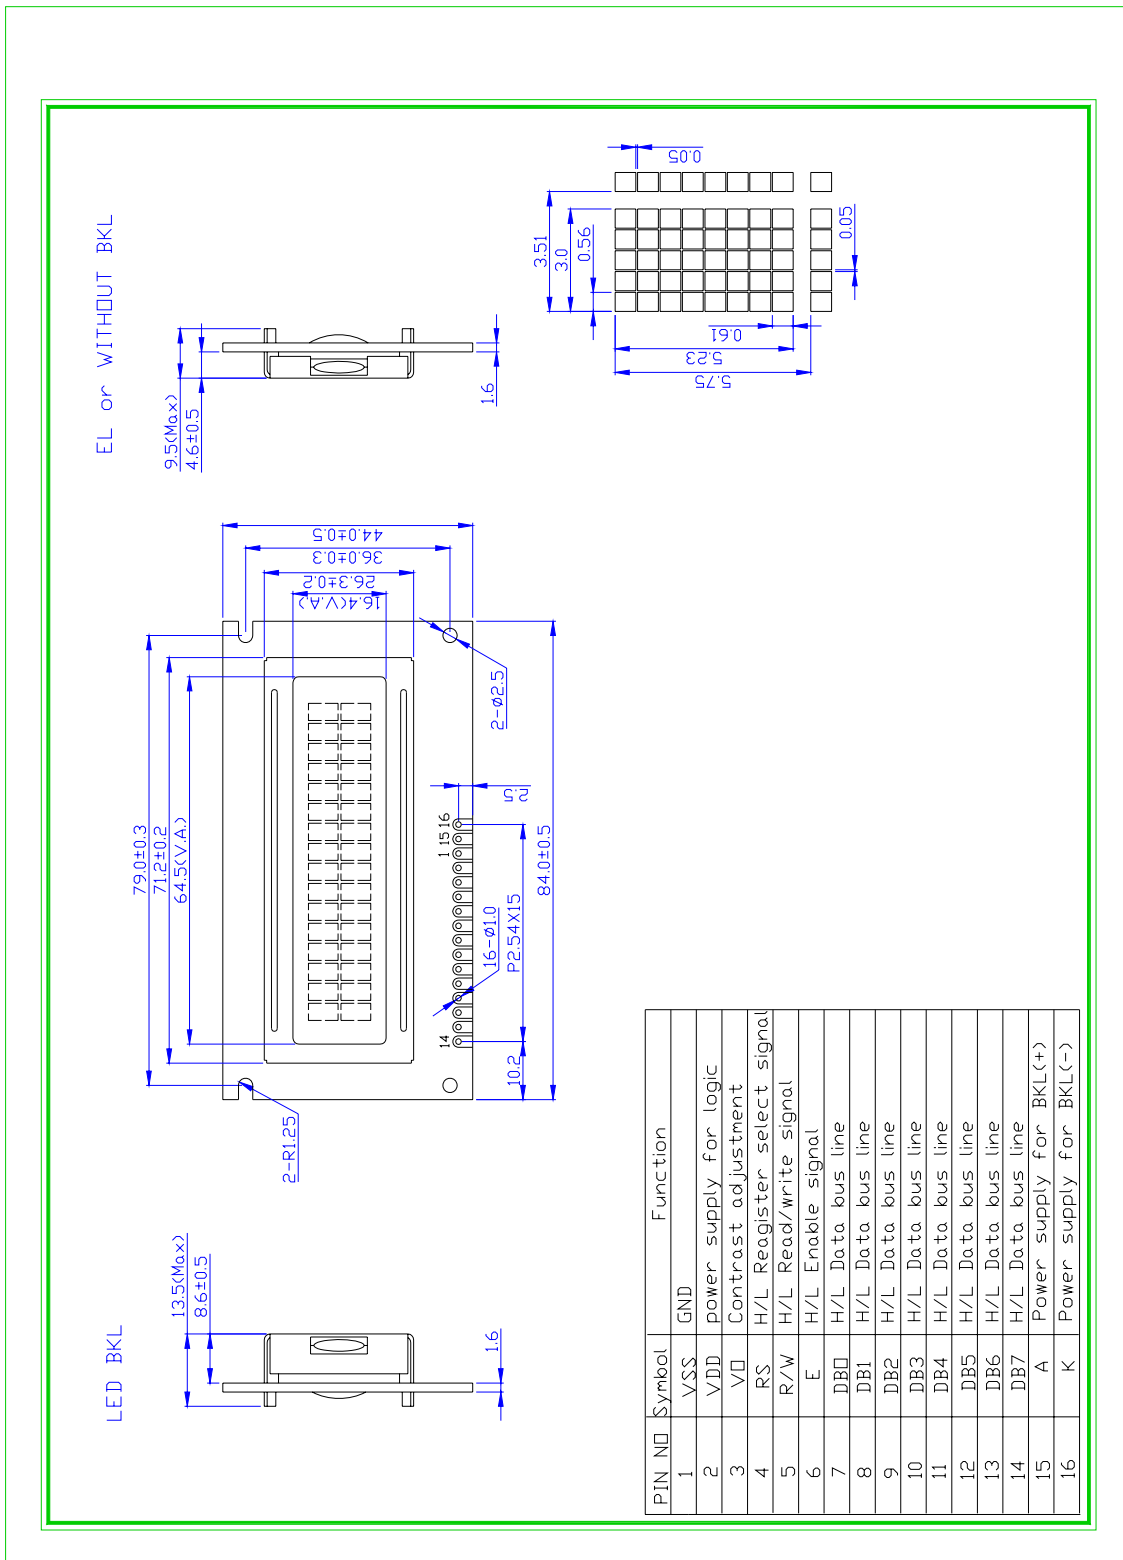 EL or WITHOUT BKL
9.5(Max)
4.6±0.5
1.6
3.51
3.0
0.56
0.05
0.05
0.61
5.23
5.75
44.0±0.5
36.0±0.3
26.3±0.2
16.4(V.A)
79.0±0.3
71.2±0.2
64.5(V.A.)
2-ø2.5
2.5
1 15 16
14
16-ø1.0
P2.54X15
84.0±0.5
10.2
2-R1.25
LED BKL
13.5(Max)
8.6±0.5
1.6
PIN NO Symbol Function
1 VSS GND
2 VDD power supply for logic
3 VO Contrast adjustment
4 RS H/L Reagister select signal
5 R/W H/L Read/write signal
6 E H/L Enable signal
7 DB0 H/L Data bus line
8 DB1 H/L Data bus line
9 DB2 H/L Data bus line
10 DB3 H/L Data bus line
11 DB4 H/L Data bus line
12 DB5 H/L Data bus line
13 DB6 H/L Data bus line
14 DB7 H/L Data bus line
15 A Power supply for BKL(+)
16 K Power supply for BKL(-)